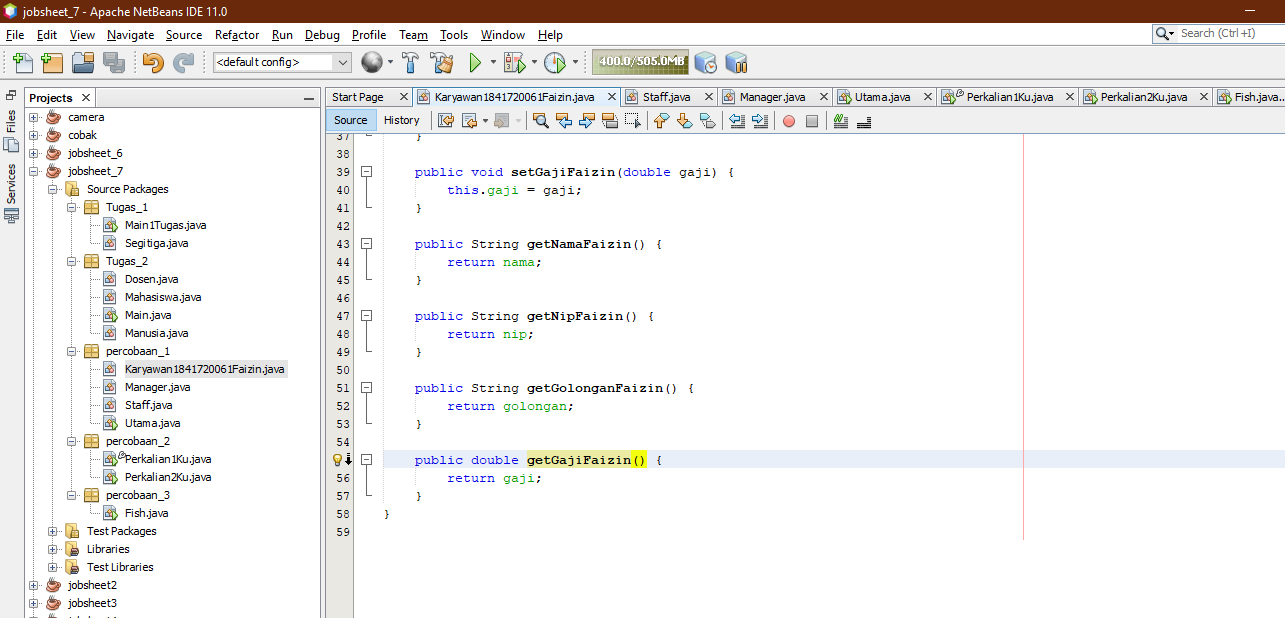 jobsheet_7 - Apache NetBeans IDE 11.0
File Edit View Navigate Source Refactor Run Debug Profile Team Tools Window Help
Search (Ctrl+I)
<default config>
400.0/505.0MB
Files
Services
Projects
camera
cobak
jobsheet_6
jobsheet_7
Source Packages
Tugas_1
Main1Tugas.java
Segitiga.java
Tugas_2
Dosen.java
Mahasiswa.java
Main.java
Manusia.java
percobaan_1
Karyawan1841720061Faizin.java
Manager.java
Staff.java
Utama.java
percobaan_2
Perkalian1Ku.java
Perkalian2Ku.java
percobaan_3
Fish.java
Test Packages
Libraries
Test Libraries
jobsheet2
jobsheet3
Start Page Karyawan1841720061Faizin.java Staff.java Manager.java Utama.java Perkalian1Ku.java Perkalian2Ku.java Fish.java...
Source History
37 }
38
39 public void setGajiFaizin(double gaji) {
40 this.gaji = gaji;
41 }
42
43 public String getNamaFaizin() {
44 return nama;
45 }
46
47 public String getNipFaizin() {
48 return nip;
49 }
50
51 public String getGolonganFaizin() {
52 return golongan;
53 }
54
public double getGajiFaizin() {
56 return gaji;
57 }
58 }
59